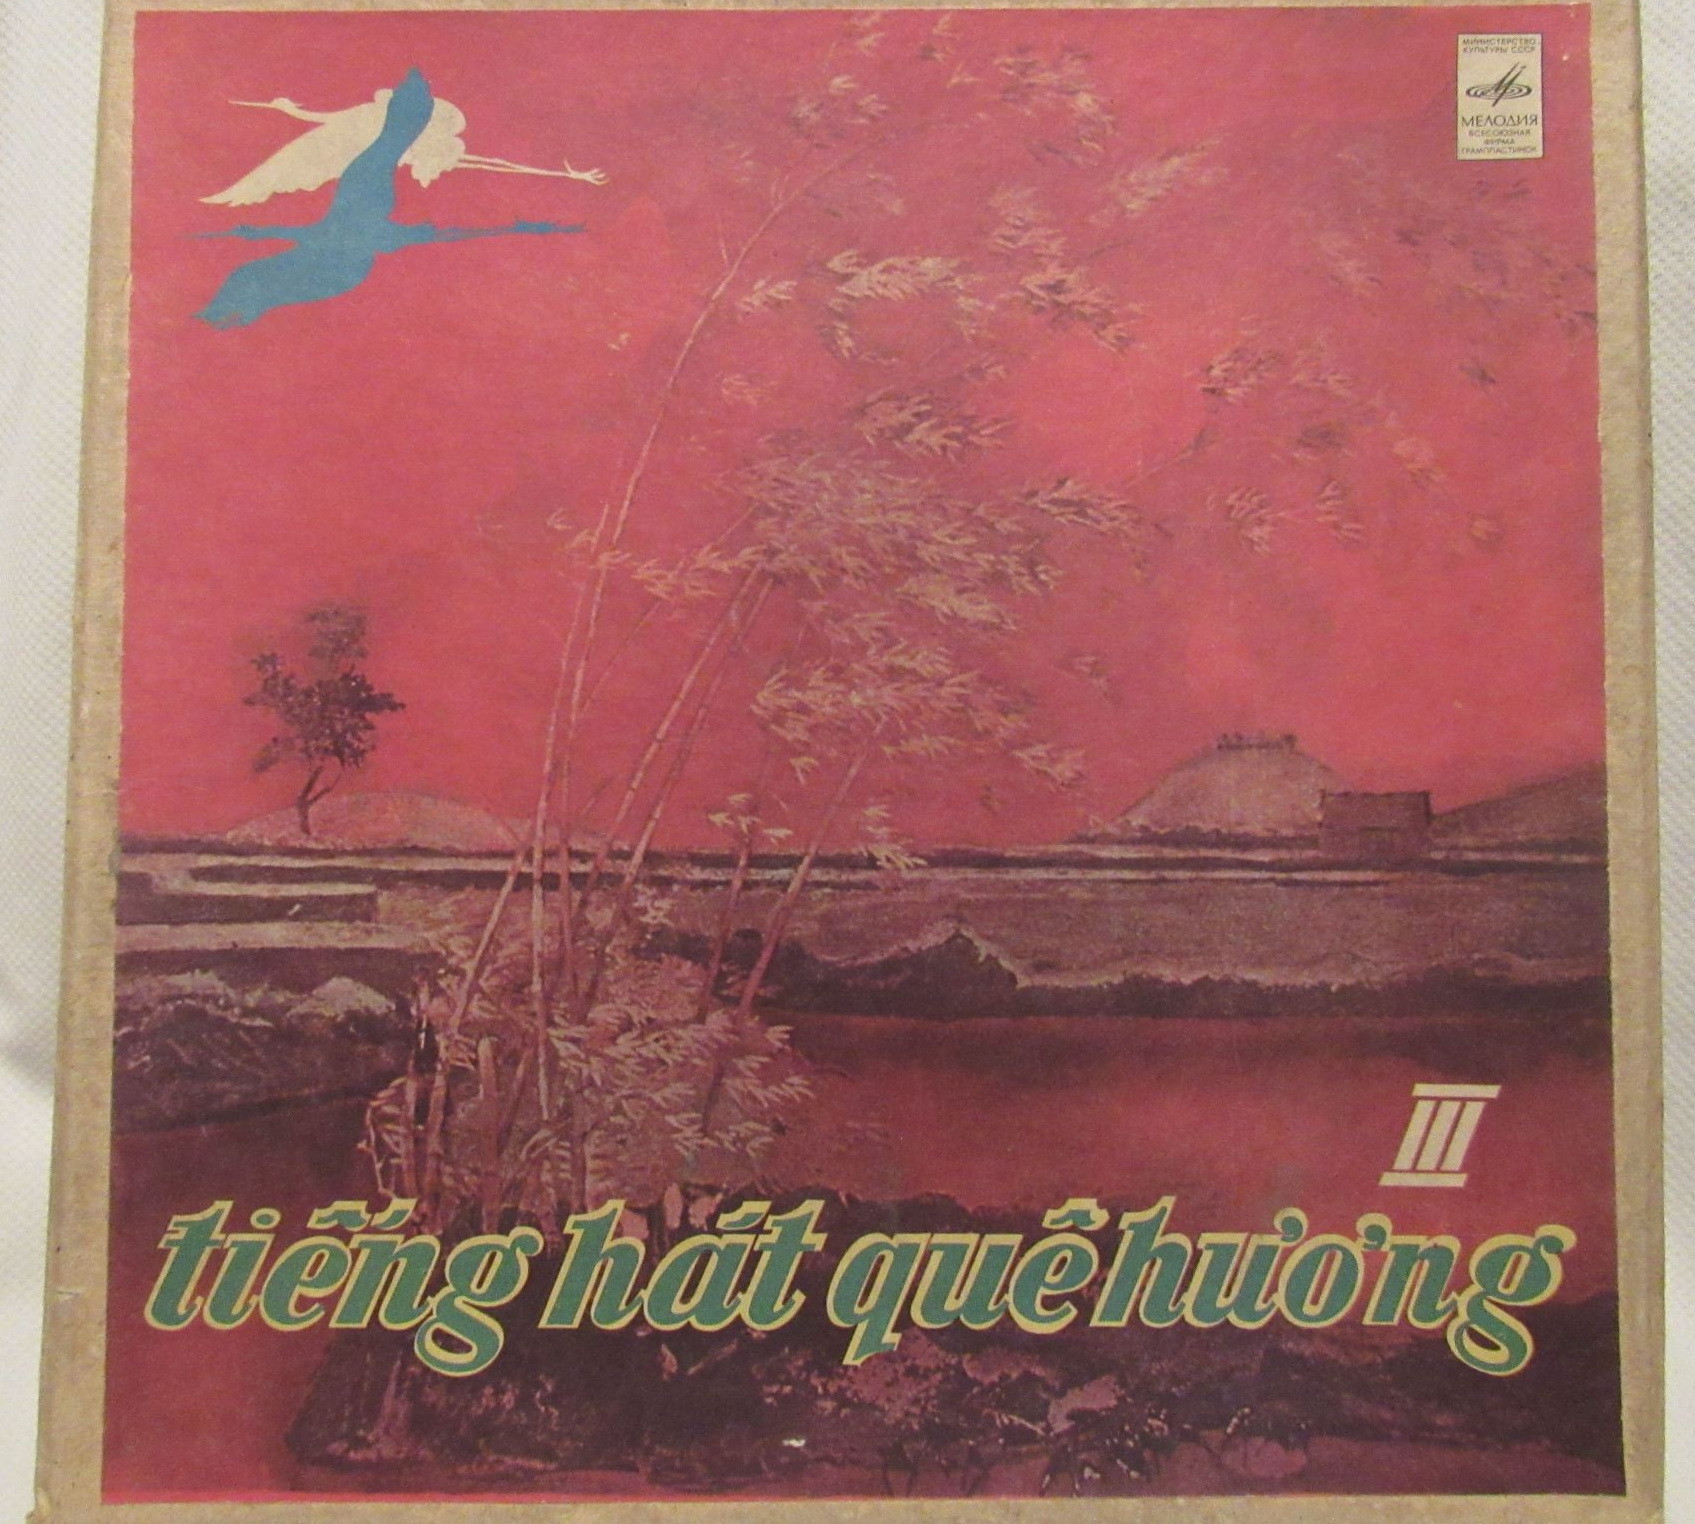 МИНИСТЕРСТВО
КУЛЬТУРЫ СССР
МЕЛОДИЯ
ВСЕСОЮЗНАЯ
ФИРМА
ГРАМПЛАСТИНОК
III
tiếng hát quê hương